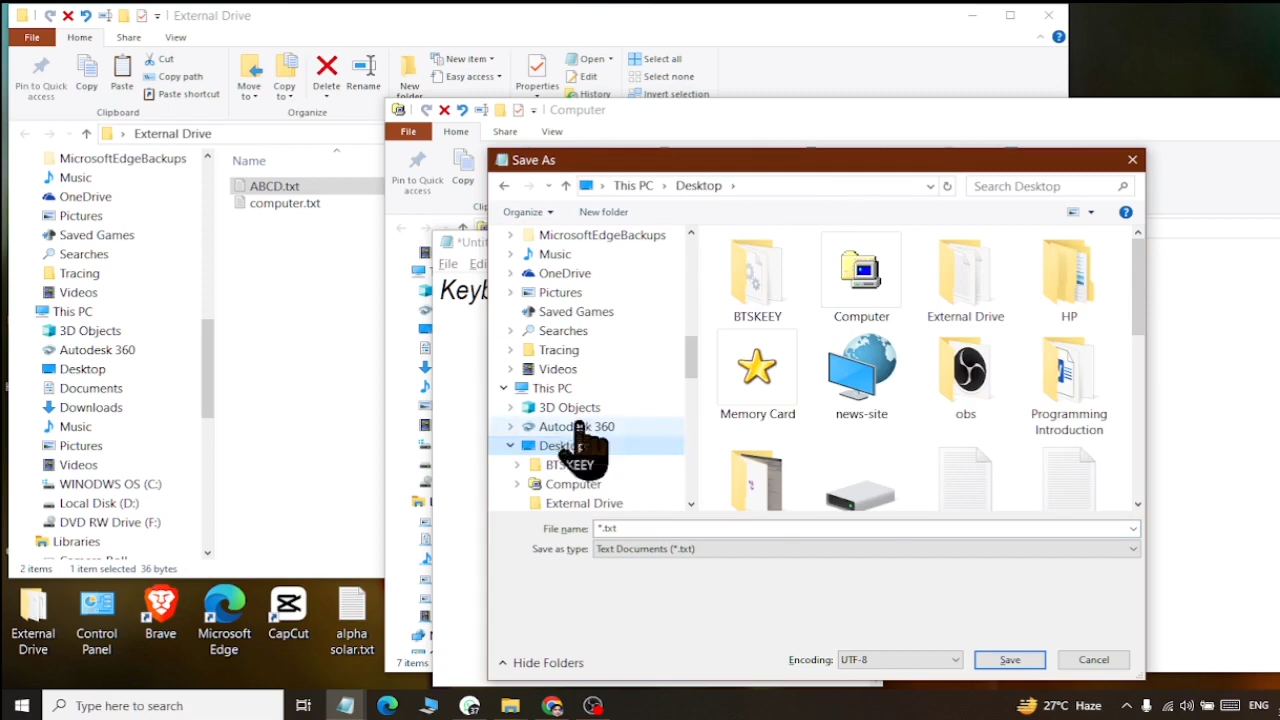 External Drive
File
Home
Share
View
Pin to Quick access
Copy
Paste
Cut
Copy path
Paste shortcut
Clipboard
Move to
Copy to
Delete
Rename
Organize
New
New item
Easy access
Properties
Open
Edit
History
Select all
Select none
Invert selection
External Drive
MicrosoftEdgeBackups
Music
OneDrive
Pictures
Saved Games
Searches
Tracing
Videos
This PC
3D Objects
Autodesk 360
Desktop
Documents
Downloads
Music
Pictures
Videos
WINODWS OS (C:)
Local Disk (D:)
DVD RW Drive (F:)
Libraries
Name
ABCD.txt
computer.txt
2 items
1 item selected 36 bytes
Computer
File
Home
Share
View
Pin to Quick access
Copy
7 items
File
Save As
This PC
Desktop
Search Desktop
Organize
New folder
MicrosoftEdgeBackups
Music
OneDrive
Pictures
Saved Games
Searches
Tracing
Videos
This PC
3D Objects
Autodesk 360
Desktop
BTSKEEY
Computer
External Drive
BTSKEEY
Computer
External Drive
HP
Memory Card
news-site
obs
Programming Introduction
File name:
*.txt
Save as type:
Text Documents (*.txt)
Hide Folders
Encoding:
UTF-8
Save
Cancel
External Drive
Control Panel
Brave
Microsoft Edge
CapCut
alpha solar.txt
Type here to search
27°C Haze
ENG